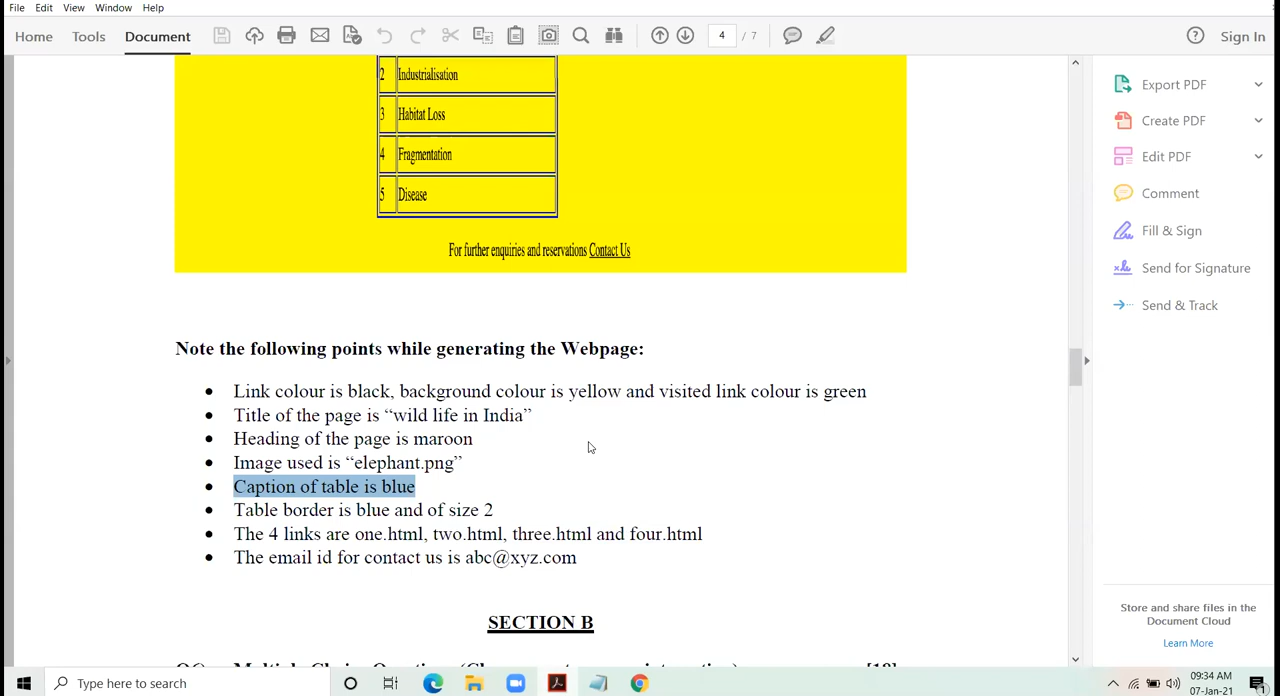 File Edit View Window Help
Home Tools Document 4 / 7 Sign In
2 Industrialisation
3 Habitat Loss
4 Fragmentation
5 Disease
For further enquiries and reservations Contact Us
Note the following points while generating the Webpage:
• Link colour is black, background colour is yellow and visited link colour is green
• Title of the page is “wild life in India”
• Heading of the page is maroon
• Image used is “elephant.png”
• Caption of table is blue
• Table border is blue and of size 2
• The 4 links are one.html, two.html, three.html and four.html
• The email id for contact us is abc@xyz.com
SECTION B
Export PDF
Create PDF
Edit PDF
Comment
Fill & Sign
Send for Signature
Send & Track
Store and share files in the
Document Cloud
Learn More
Type here to search
09:34 AM
07-Jan-21